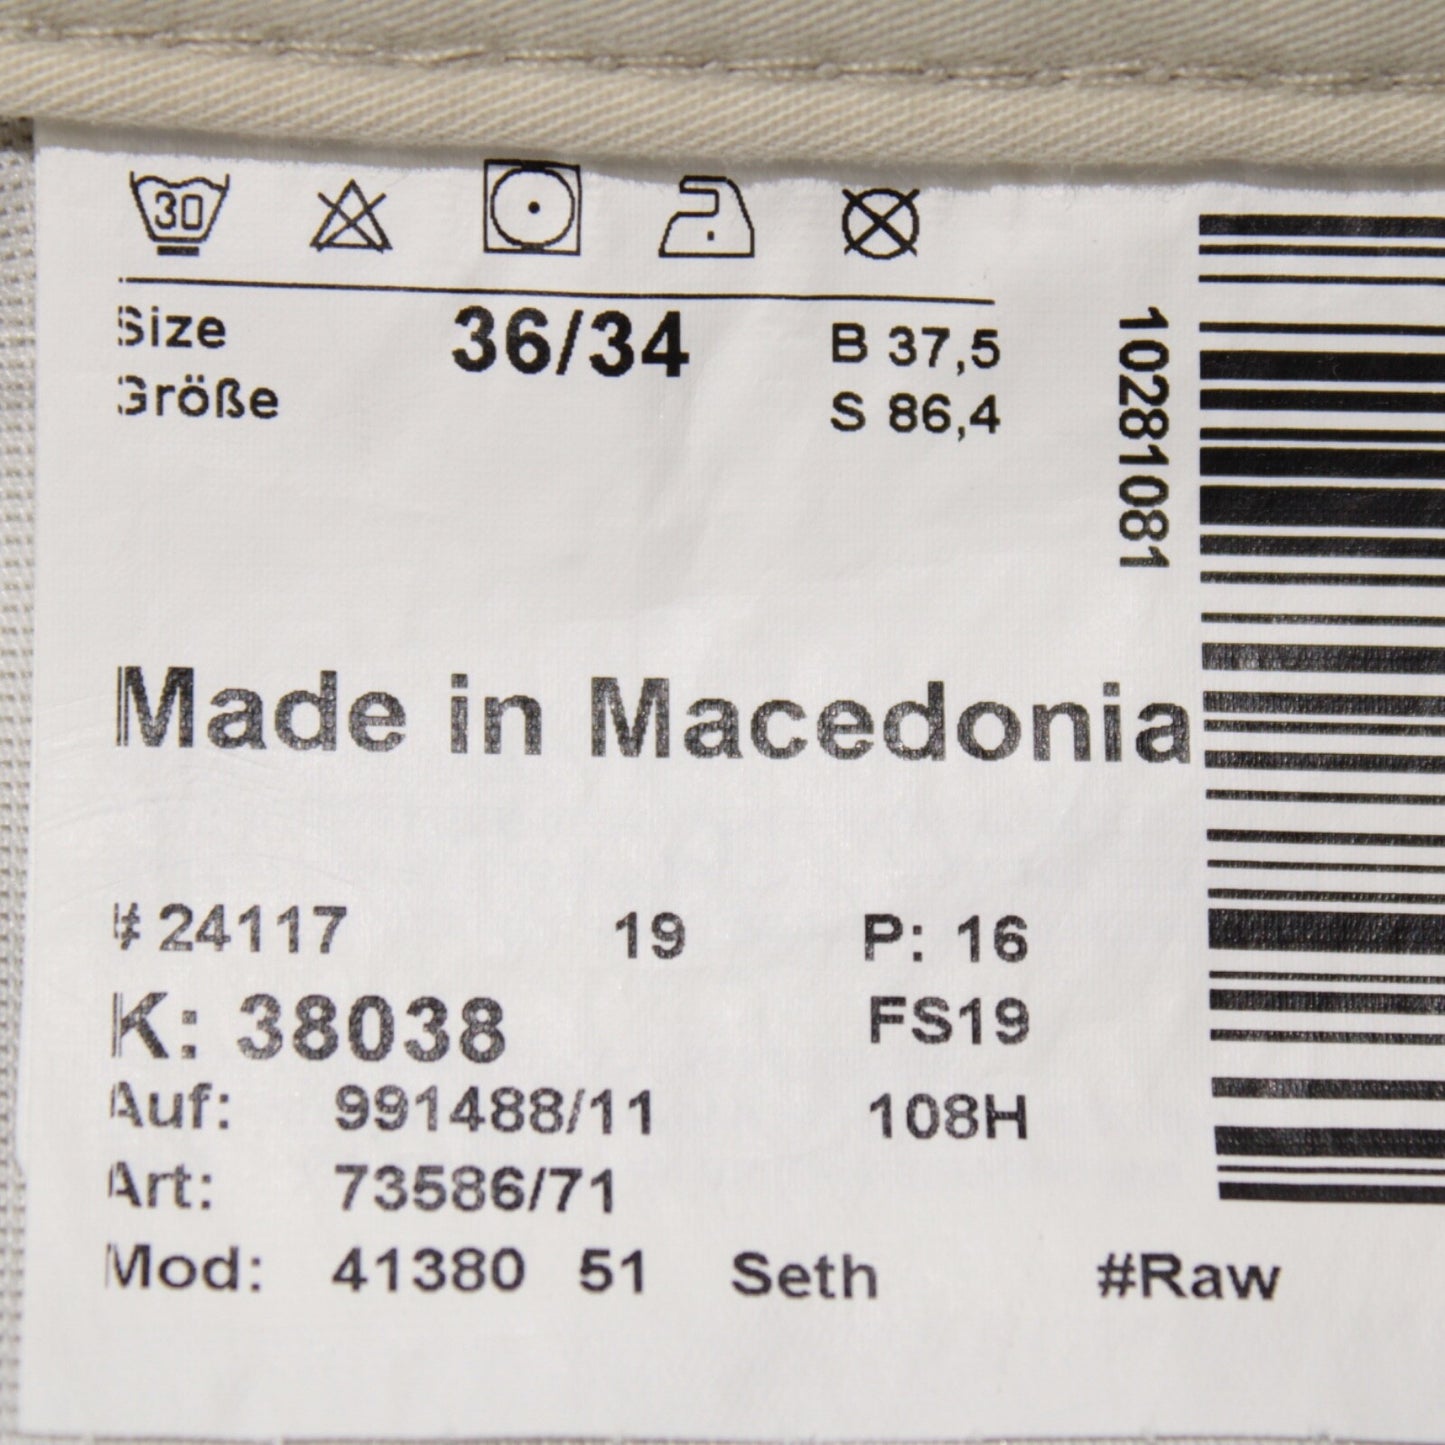 30
Size 36/34 B 37,5
Größe S 86,4
10281081
Made in Macedonia
# 24117 19 P: 16
K: 38038 FS19
Auf: 991488/11 108H
Art: 73586/71
Mod: 41380 51 Seth #Raw